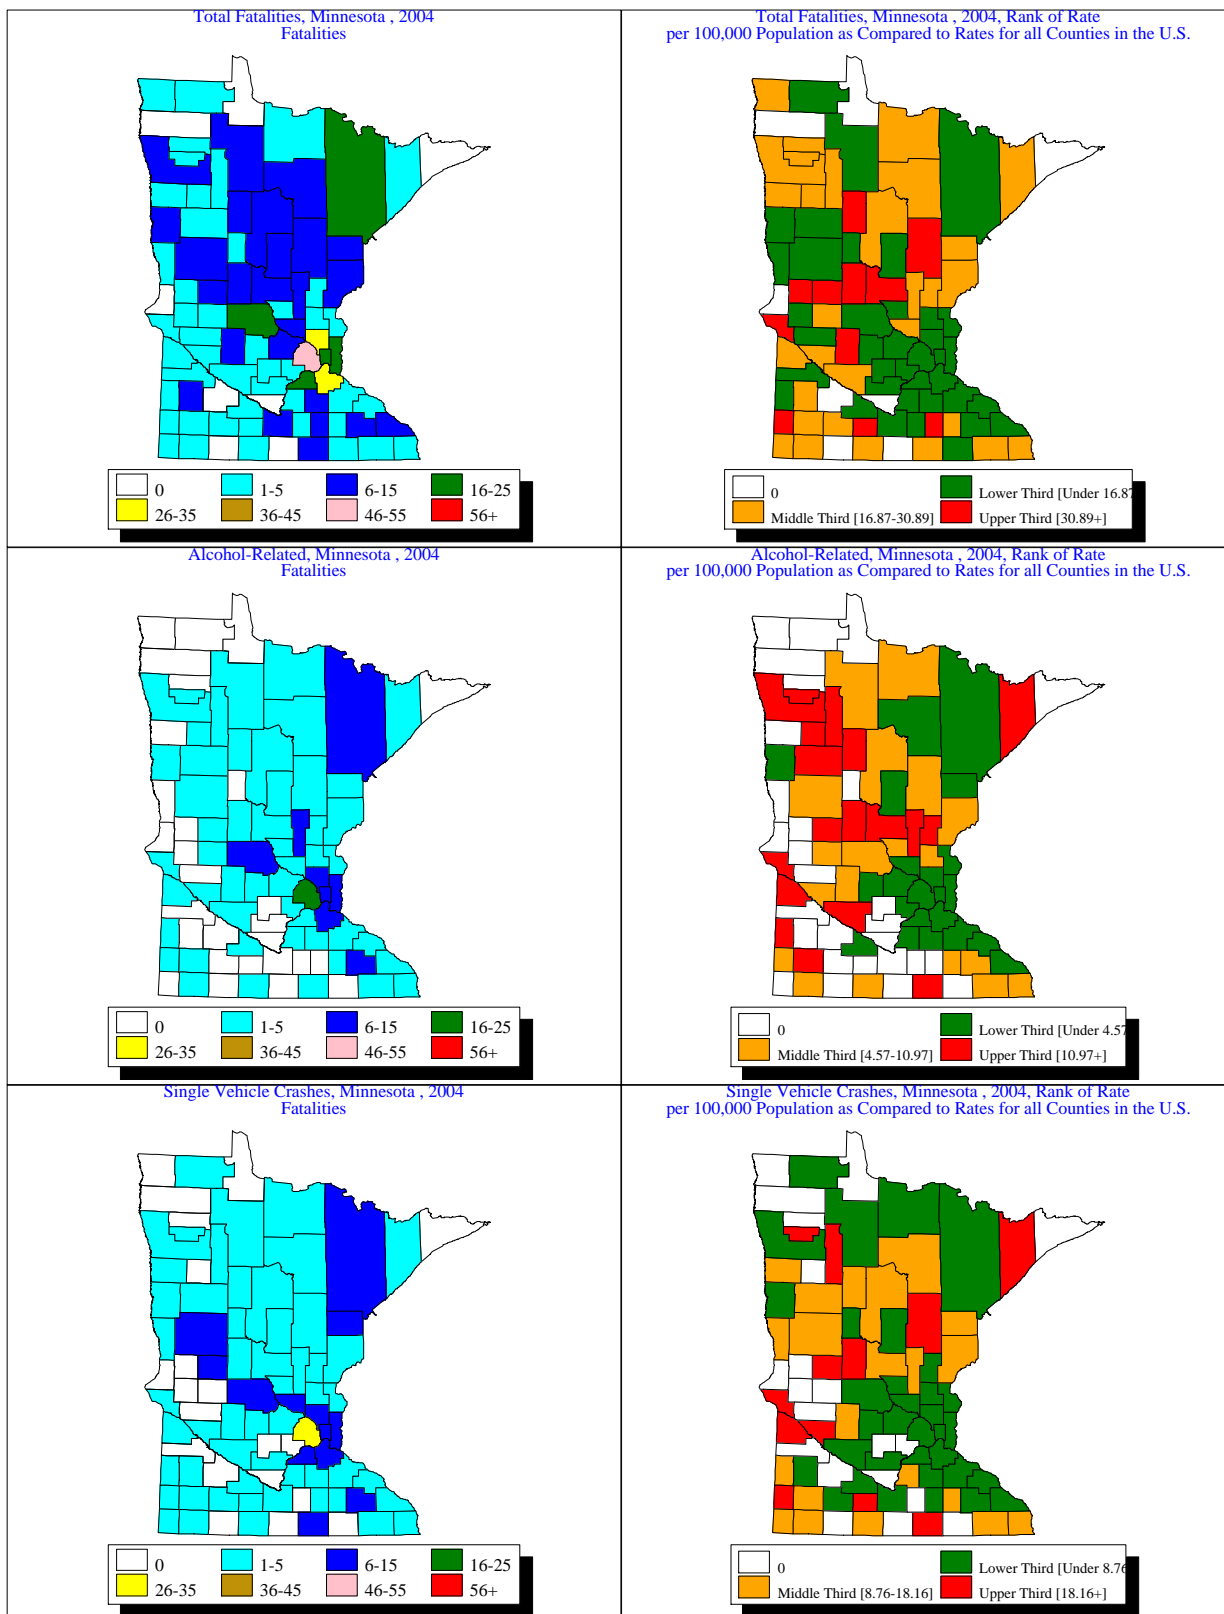 Total Fatalities, Minnesota , 2004
Fatalities
0
1-5
6-15
16-25
26-35
36-45
46-55
56+
Total Fatalities, Minnesota , 2004, Rank of Rate
per 100,000 Population as Compared to Rates for all Counties in the U.S.
0
Lower Third [Under 16.87
Middle Third [16.87-30.89]
Upper Third [30.89+]
Alcohol-Related, Minnesota , 2004
Fatalities
0
1-5
6-15
16-25
26-35
36-45
46-55
56+
Alcohol-Related, Minnesota , 2004, Rank of Rate
per 100,000 Population as Compared to Rates for all Counties in the U.S.
0
Lower Third [Under 4.57
Middle Third [4.57-10.97]
Upper Third [10.97+]
Single Vehicle Crashes, Minnesota , 2004
Fatalities
0
1-5
6-15
16-25
26-35
36-45
46-55
56+
Single Vehicle Crashes, Minnesota , 2004, Rank of Rate
per 100,000 Population as Compared to Rates for all Counties in the U.S.
0
Lower Third [Under 8.76
Middle Third [8.76-18.16]
Upper Third [18.16+]